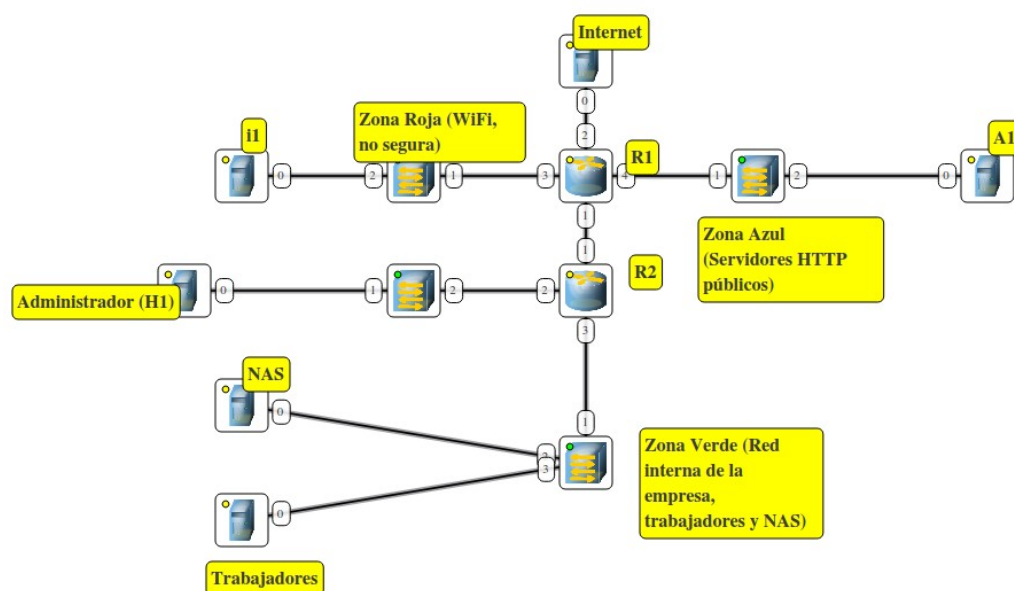 Internet
0
2
i1
Zona Roja (WiFi,
no segura)
R1
A1
0
2
1
3
4
1
2
0
Zona Azul
(Servidores HTTP
públicos)
1
1
R2
Administrador (H1)
0
1
2
2
3
NAS
0
1
2
3
Zona Verde (Red
interna de la
empresa,
trabajadores y NAS)
0
Trabajadores